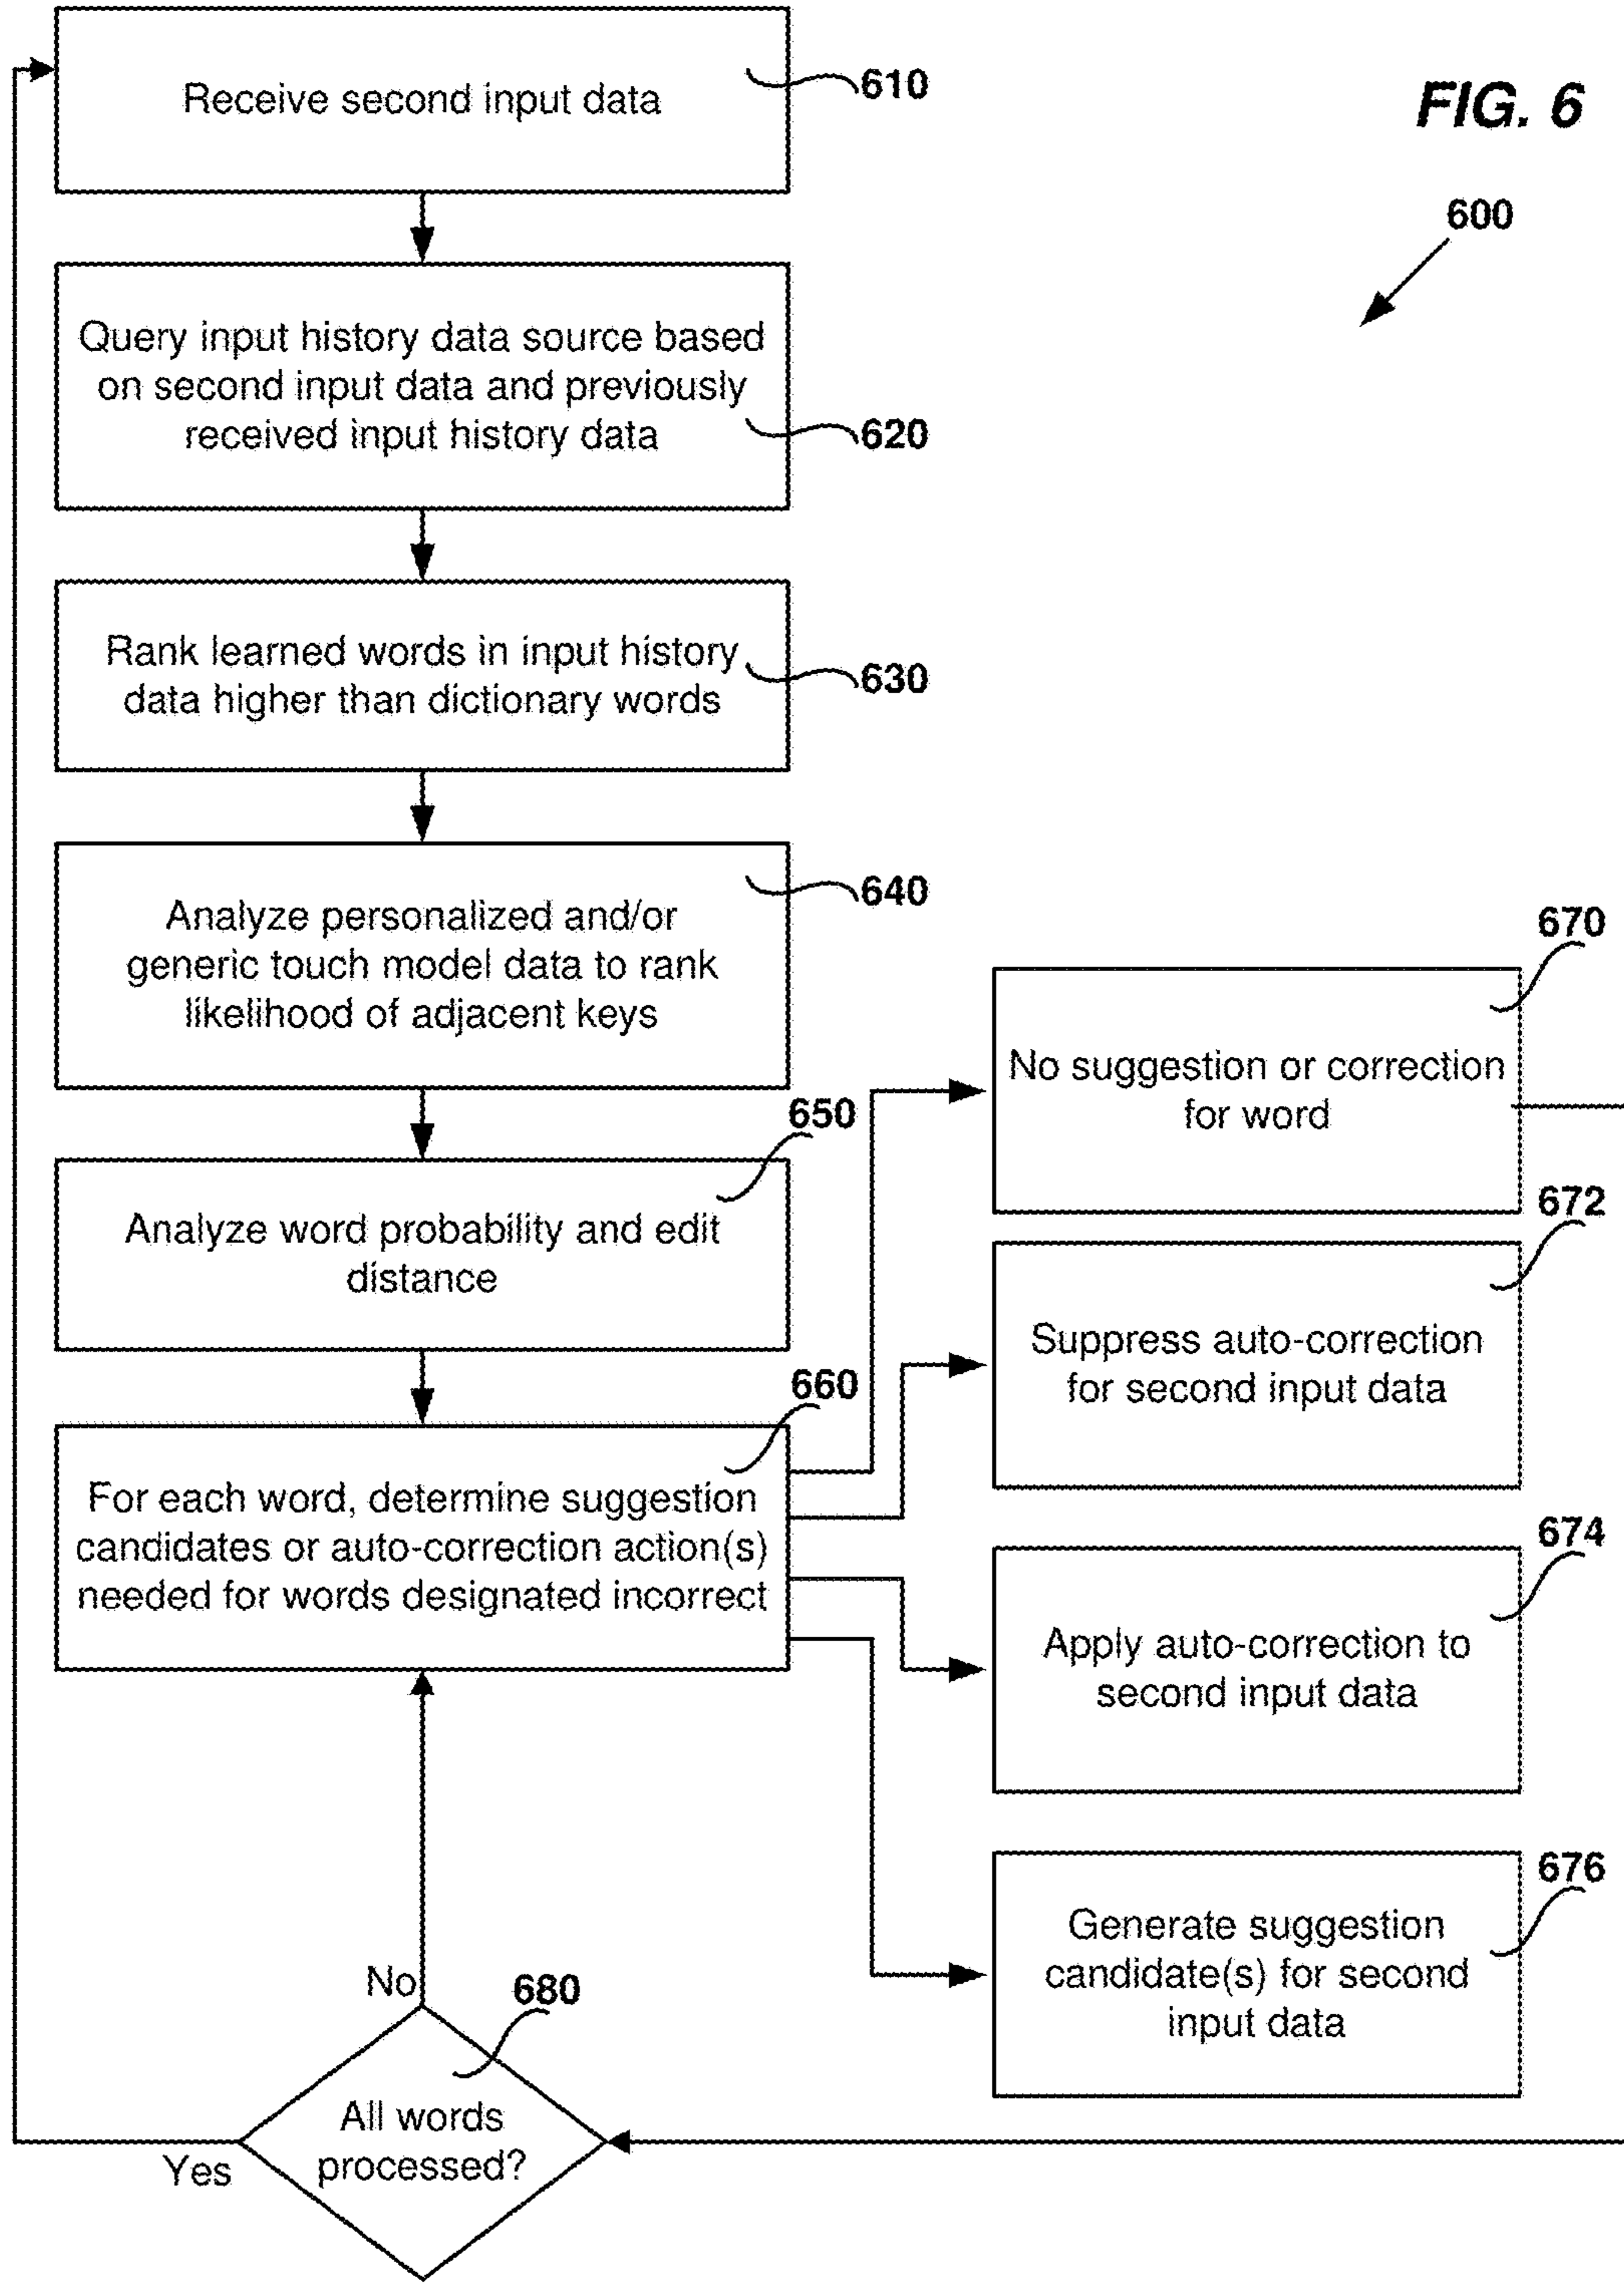 FIG. 6
600
Receive second input data
610
Query input history data source based
on second input data and previously
received input history data
620
Rank learned words in input history
data higher than dictionary words
630
Analyze personalized and/or
generic touch model data to rank
likelihood of adjacent keys
640
Analyze word probability and edit
distance
650
For each word, determine suggestion
candidates or auto-correction action(s)
needed for words designated incorrect
660
No suggestion or correction
for word
670
Suppress auto-correction
for second input data
672
Apply auto-correction to
second input data
674
Generate suggestion
candidate(s) for second
input data
676
No
680
All words
processed?
Yes